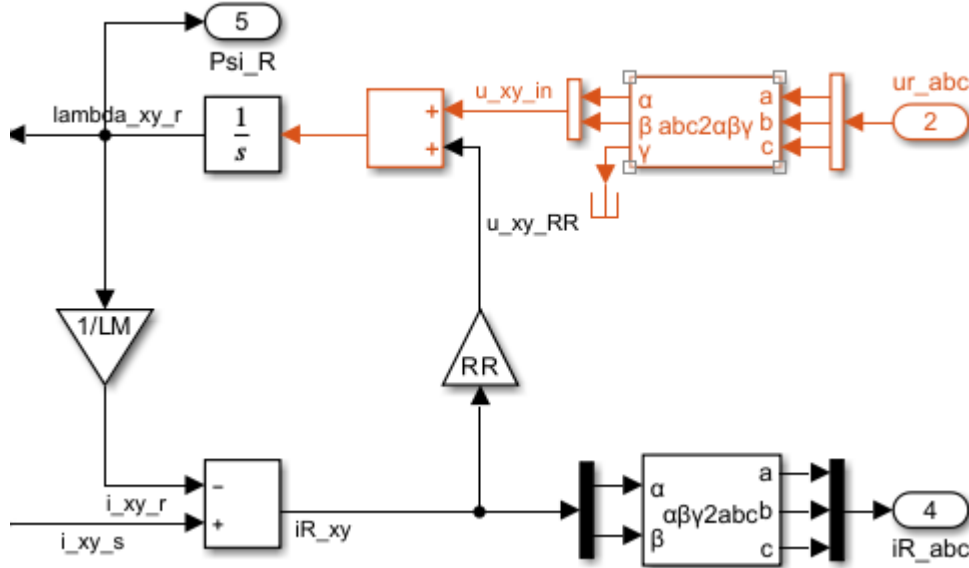 5
Psi_R
lambda_xy_r
1
s
+
+
u_xy_in
α
β
γ
abc2αβγ
a
b
c
ur_abc
2
u_xy_RR
1/LM
RR
−
+
i_xy_r
i_xy_s
iR_xy
α
β
αβγ2abc
a
b
c
4
iR_abc